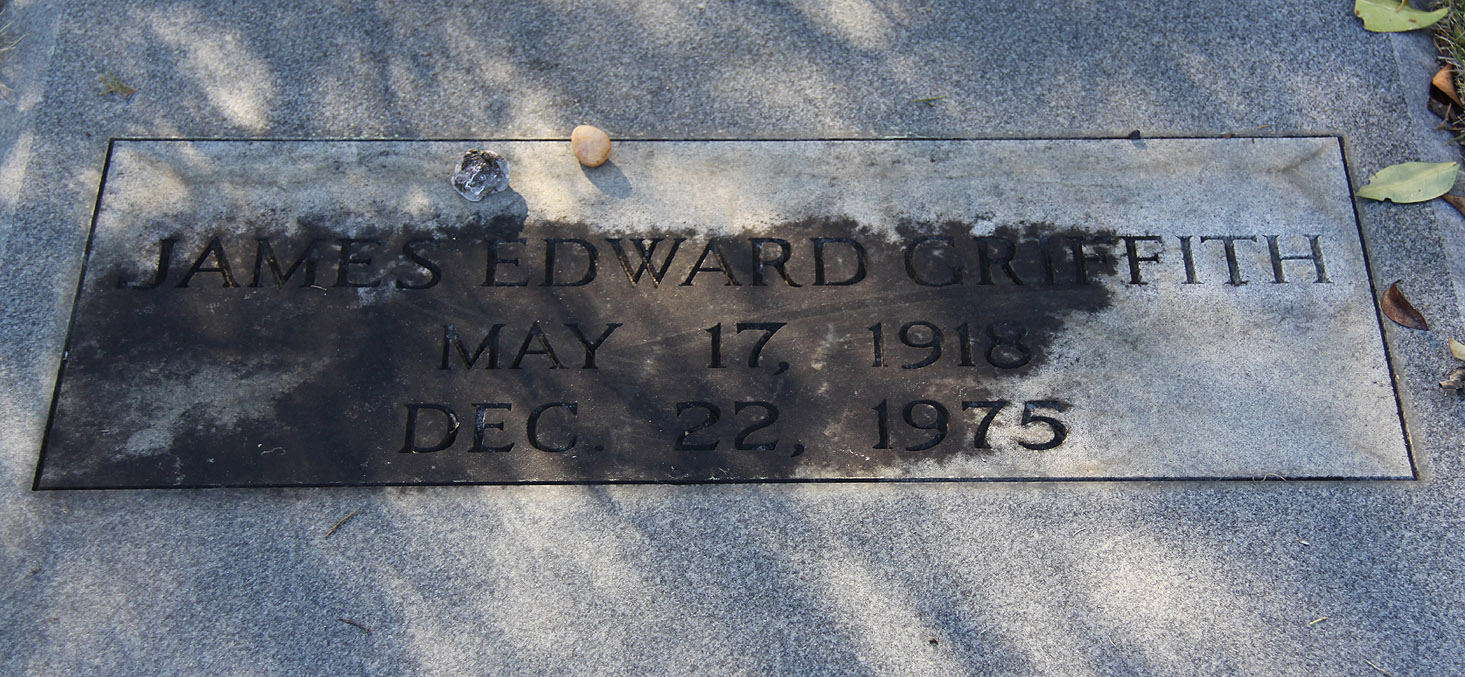 JAMES EDWARD GRIFFITH
MAY 17, 1918
DEC. 22, 1975